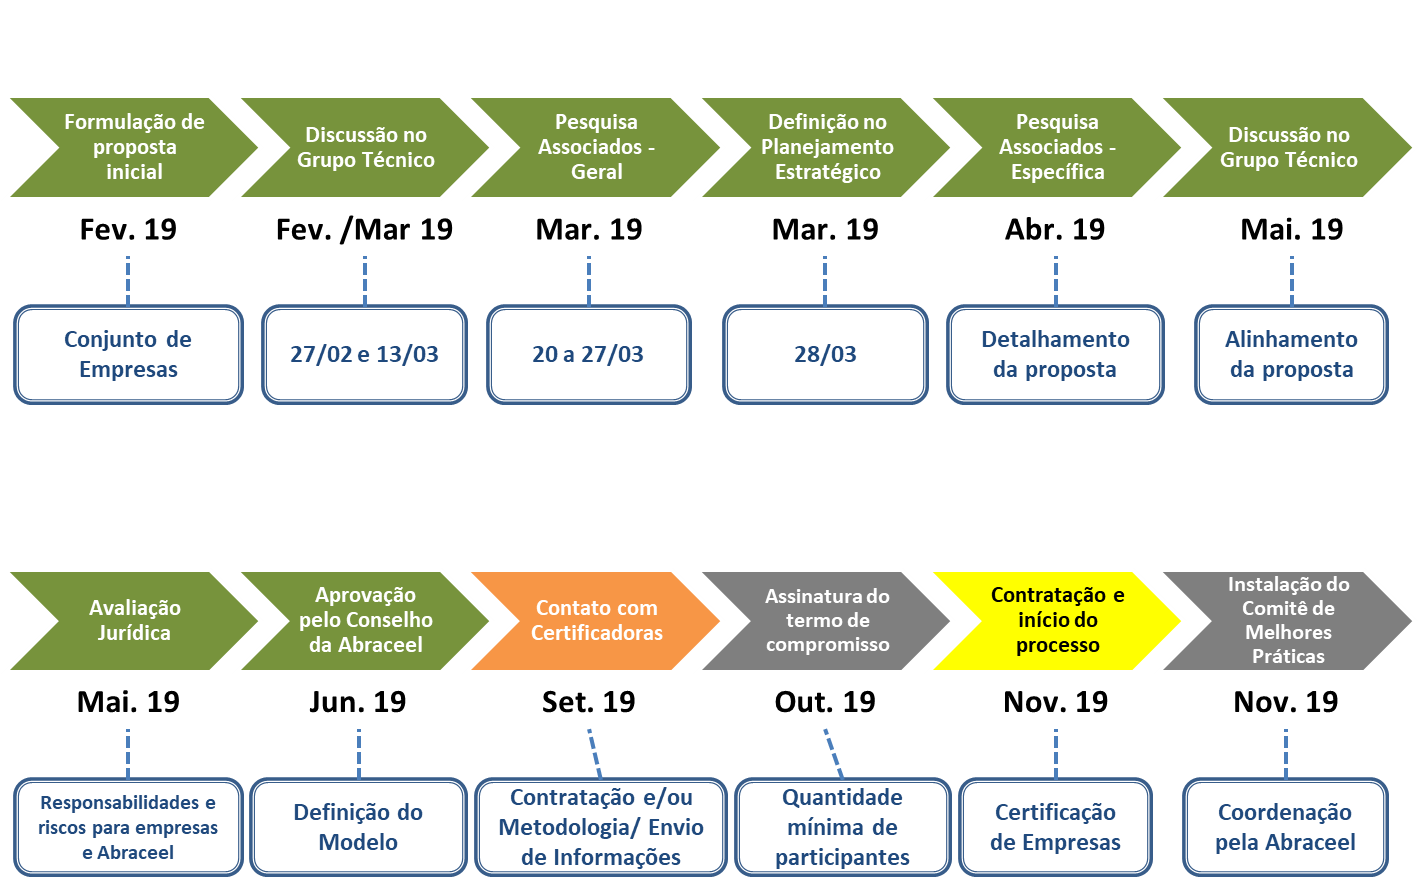 Formulação de
proposta
inicial
Discussão no
Grupo Técnico
Pesquisa
Associados -
Geral
Definição no
Planejamento
Estratégico
Pesquisa
Associados -
Específica
Discussão no
Grupo Técnico
Fev. 19
Fev. /Mar 19
Mar. 19
Mar. 19
Abr. 19
Mai. 19
Conjunto de
Empresas
27/02 e 13/03
20 a 27/03
28/03
Detalhamento
da proposta
Alinhamento
da proposta
Avaliação
Jurídica
Aprovação
pelo Conselho
da Abraceel
Contato com
Certificadoras
Assinatura do
termo de
compromisso
Contratação e
início do
processo
Instalação do
Comitê de
Melhores
Práticas
Mai. 19
Jun. 19
Set. 19
Out. 19
Nov. 19
Nov. 19
Responsabilidades e
riscos para empresas
e Abraceel
Definição do
Modelo
Contratação e/ou
Metodologia/ Envio
de Informações
Quantidade
mínima de
participantes
Certificação
de Empresas
Coordenação
pela Abraceel